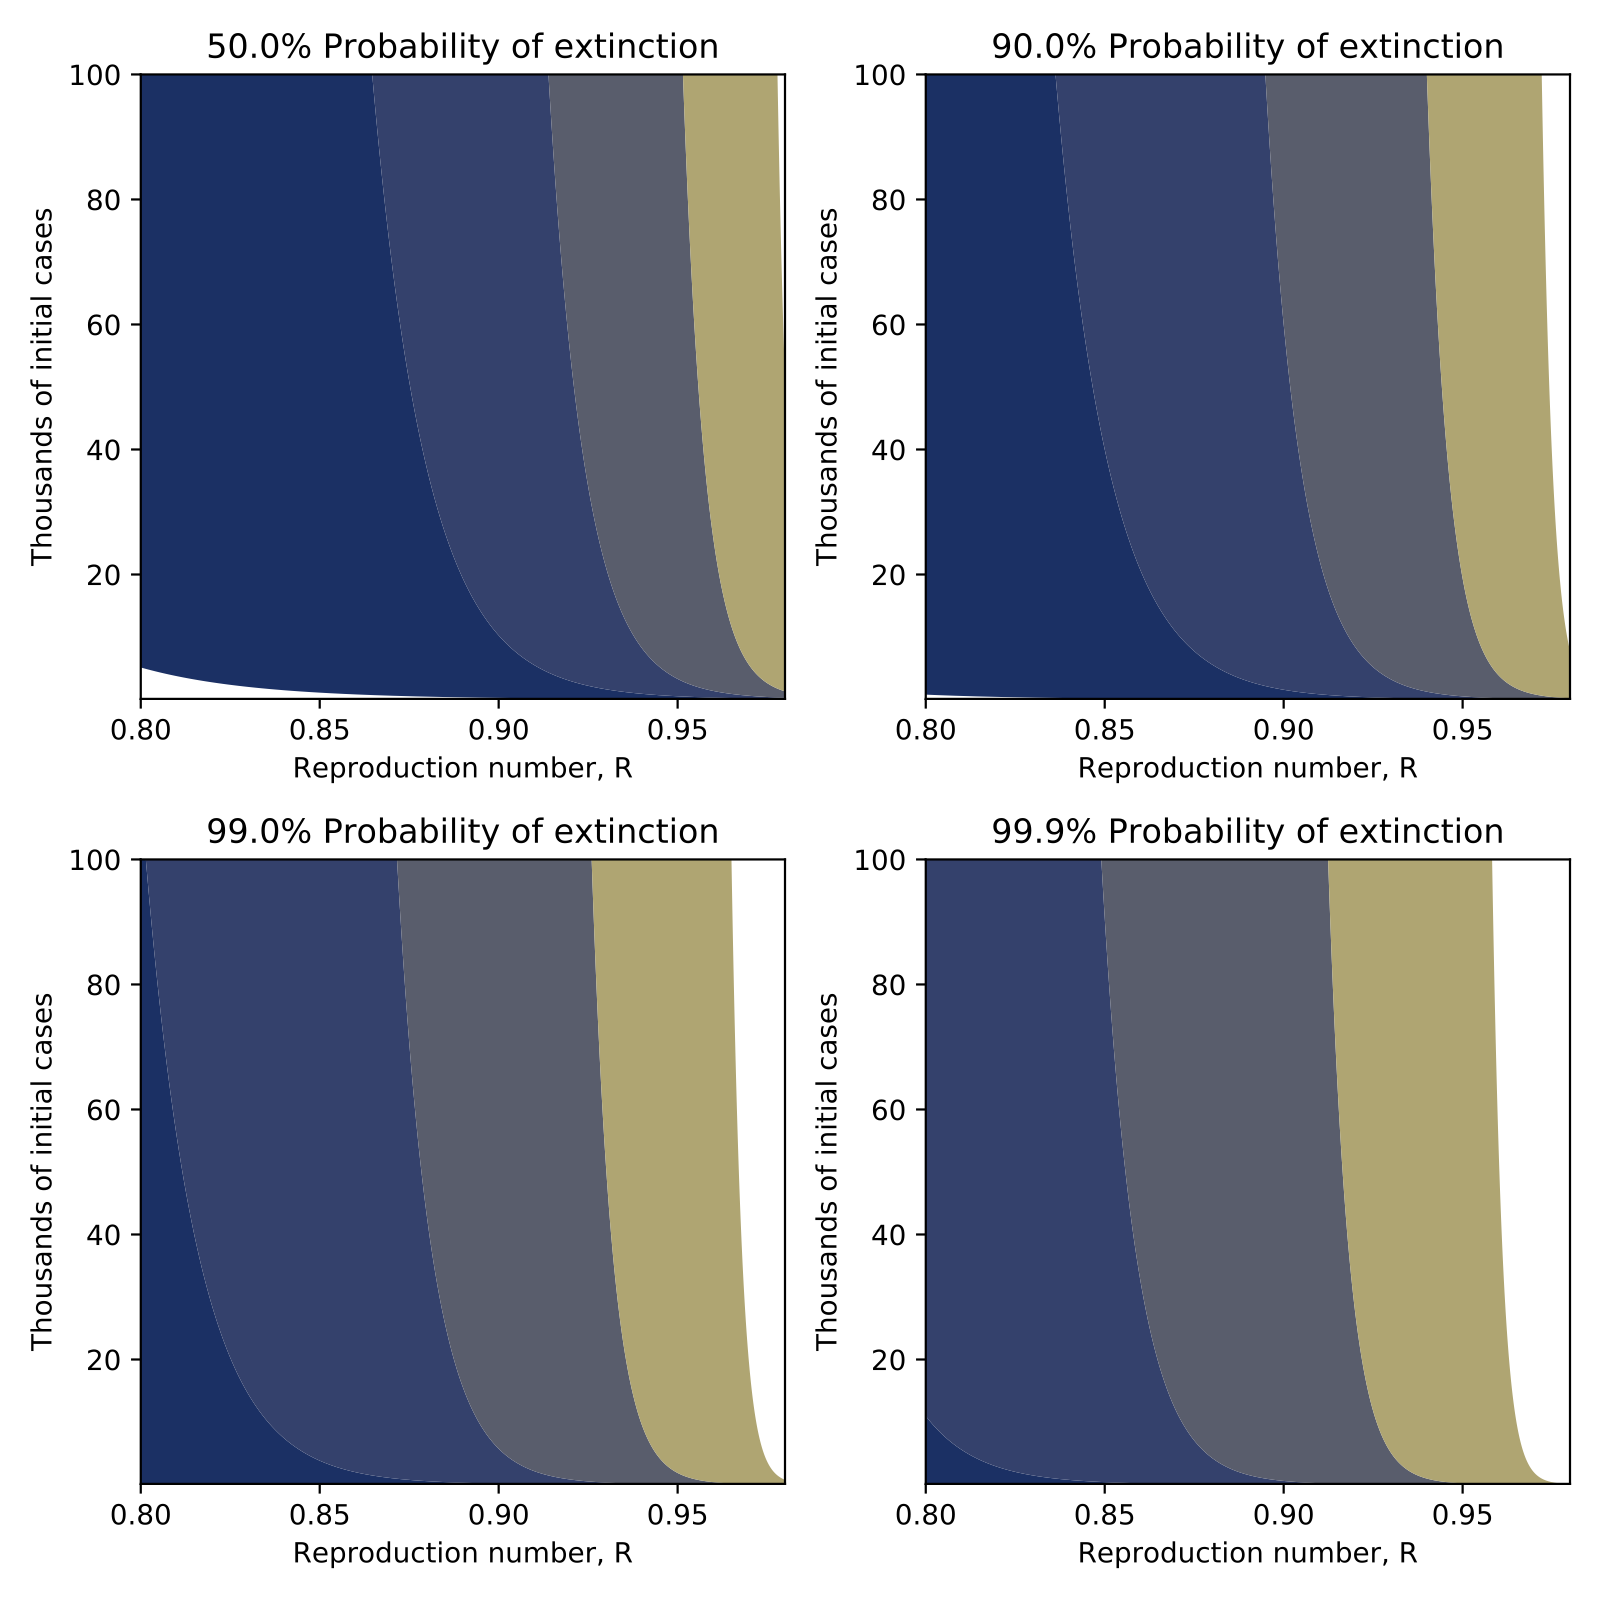 50.0% Probability of extinction
100
80
60
40
20
Thousands of initial cases
0.80 0.85 0.90 0.95
Reproduction number, R
90.0% Probability of extinction
100
80
60
40
20
Thousands of initial cases
0.80 0.85 0.90 0.95
Reproduction number, R
99.0% Probability of extinction
100
80
60
40
20
Thousands of initial cases
0.80 0.85 0.90 0.95
Reproduction number, R
99.9% Probability of extinction
100
80
60
40
20
Thousands of initial cases
0.80 0.85 0.90 0.95
Reproduction number, R